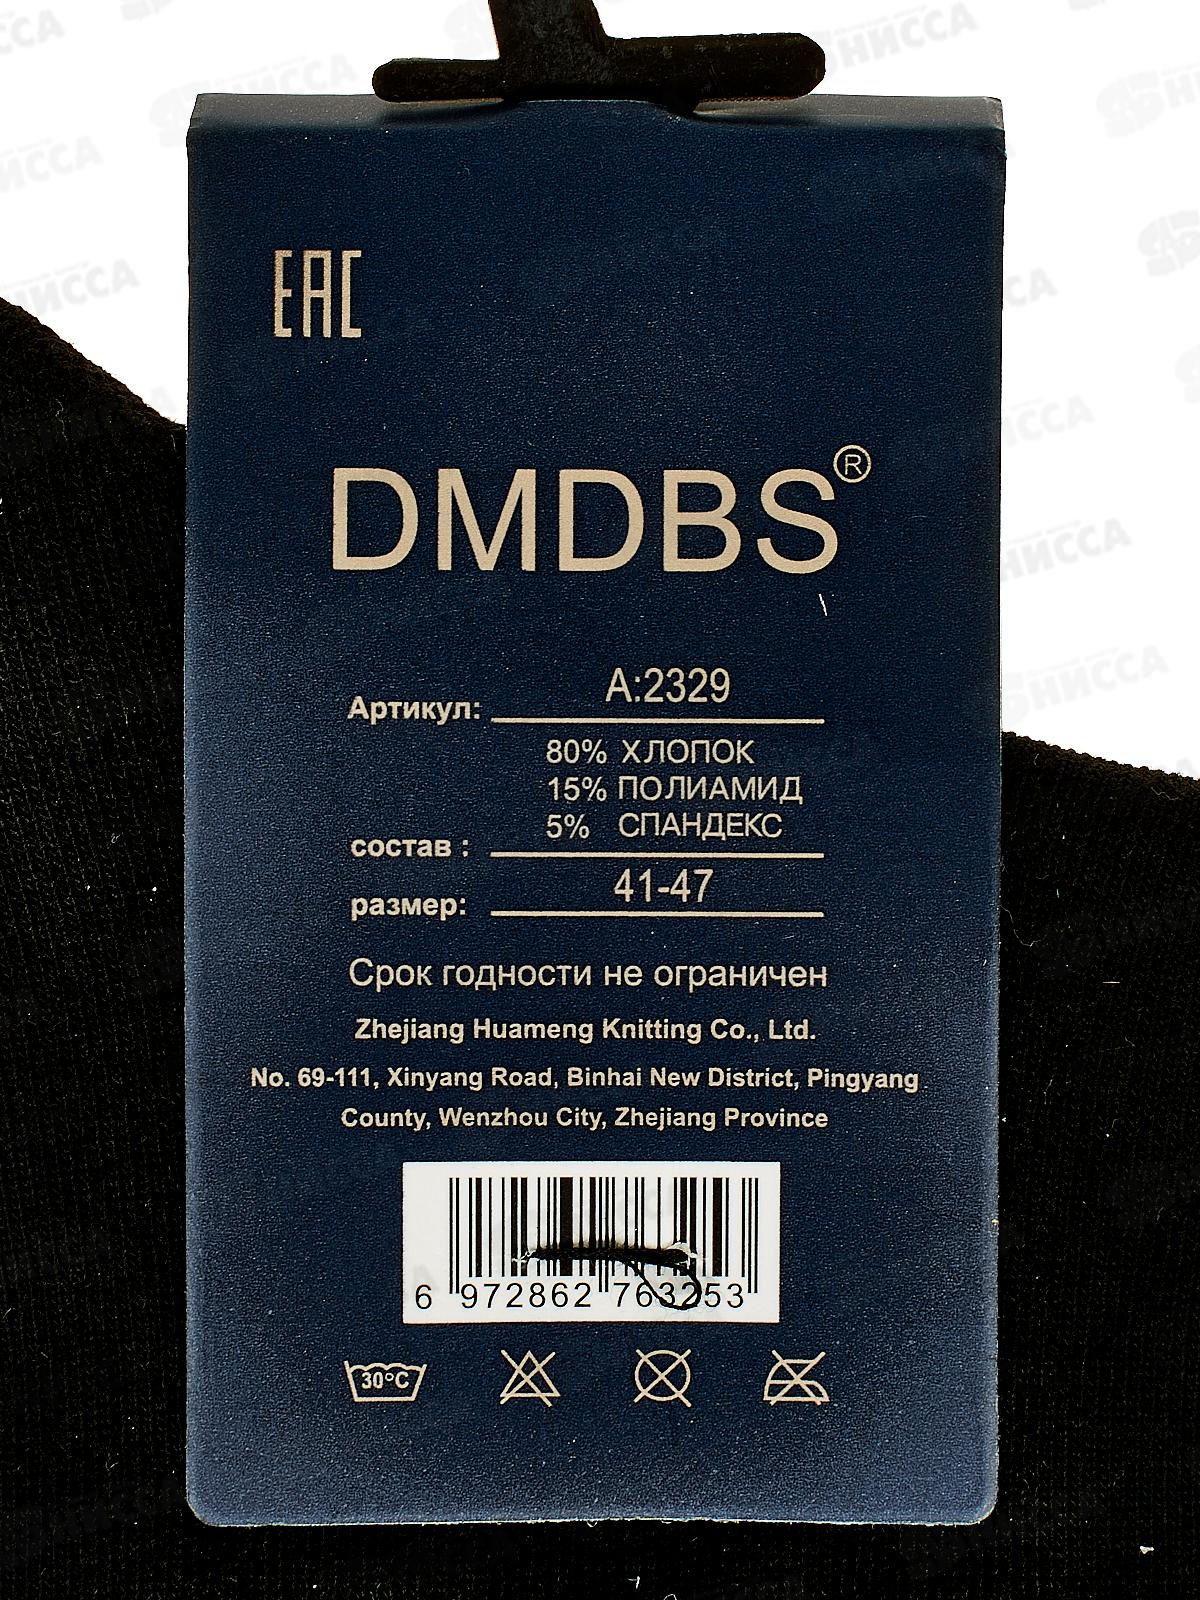 EAC
DMDBS®
Артикул: A:2329
80% ХЛОПОК
15% ПОЛИАМИД
5% СПАНДЕКС
состав :
размер: 41-47
Срок годности не ограничен
Zhejiang Huameng Knitting Co., Ltd.
No. 69-111, Xinyang Road, Binhai New District, Pingyang
County, Wenzhou City, Zhejiang Province
6 972862 763253
30°C